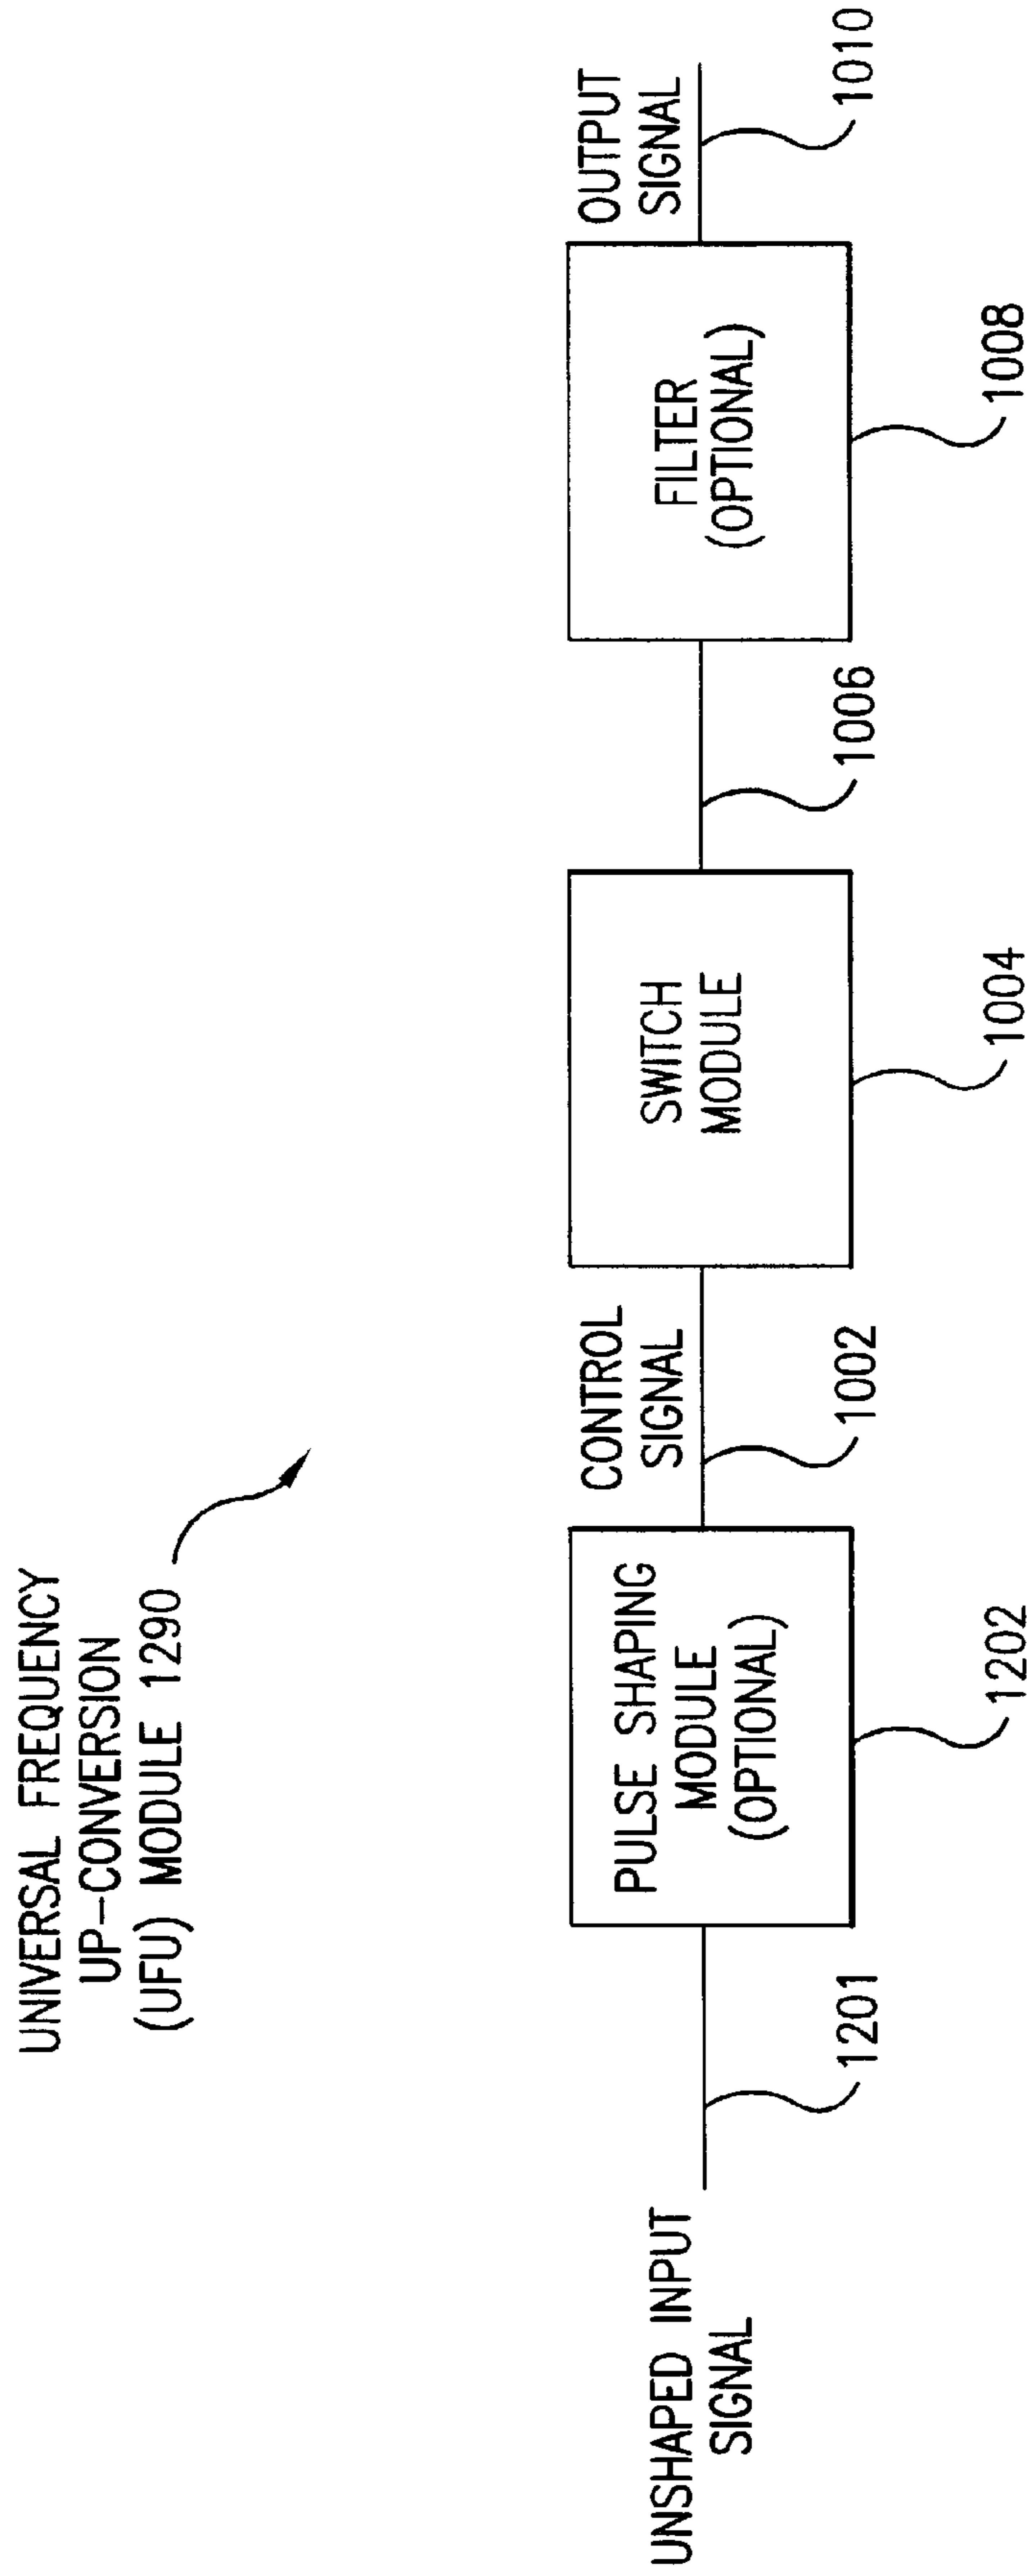 UNIVERSAL FREQUENCY
UP-CONVERSION
(UFU) MODULE 1290
UNSHAPED INPUT
SIGNAL
1201
PULSE SHAPING
MODULE
(OPTIONAL)
1202
CONTROL
SIGNAL
1002
SWITCH
MODULE
1004
1006
FILTER
(OPTIONAL)
1008
OUTPUT
SIGNAL
1010